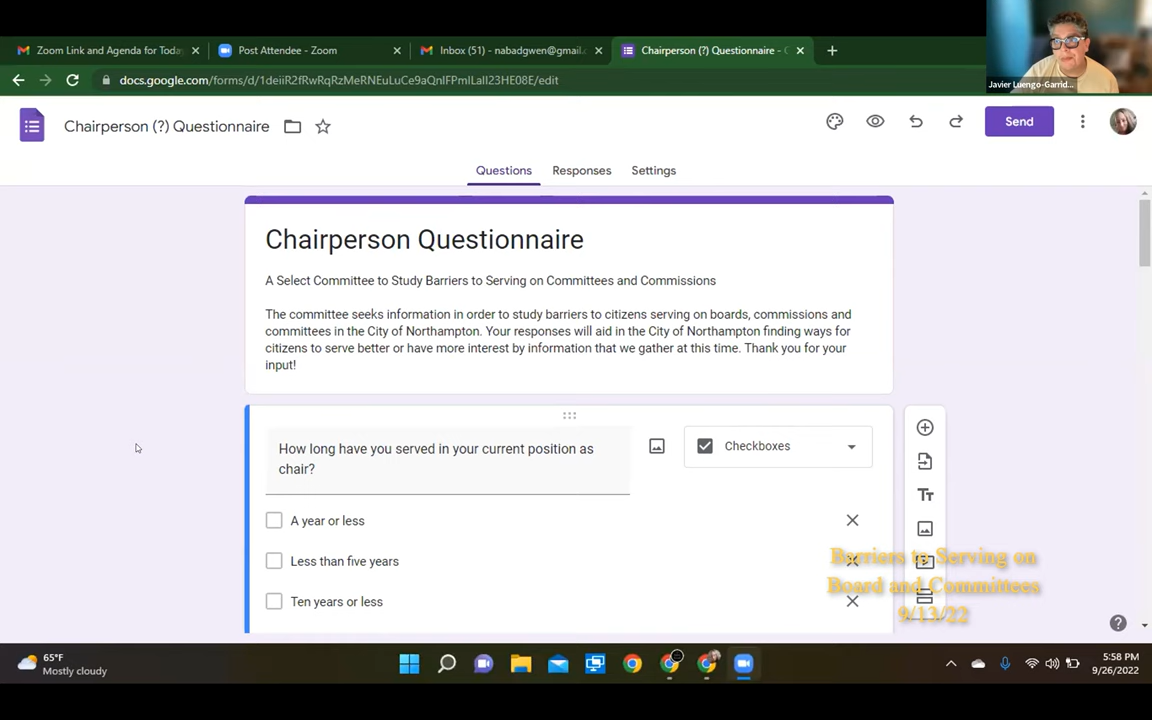 Zoom Link and Agenda for Toda
Post Attendee - Zoom
Inbox (51) - nabadgwen@gmail.
Chairperson (?) Questionnaire - G
docs.google.com/forms/d/1deiiR2fRwRqRzMeRNEuLuCe9aQnIFPmILaIl23HE08E/edit
Javier Luengo-Garrid...
Chairperson (?) Questionnaire
Send
Questions Responses Settings
Chairperson Questionnaire
A Select Committee to Study Barriers to Serving on Committees and Commissions
The committee seeks information in order to study barriers to citizens serving on boards, commissions and
committees in the City of Northampton. Your responses will aid in the City of Northampton finding ways for
citizens to serve better or have more interest by information that we gather at this time. Thank you for your
input!
How long have you served in your current position as
chair?
Checkboxes
Tт
A year or less
Less than five years
Ten years or less
Barriers to Serving on
Board and Committees
9/13/22
65°F
Mostly cloudy
5:58 PM
9/26/2022